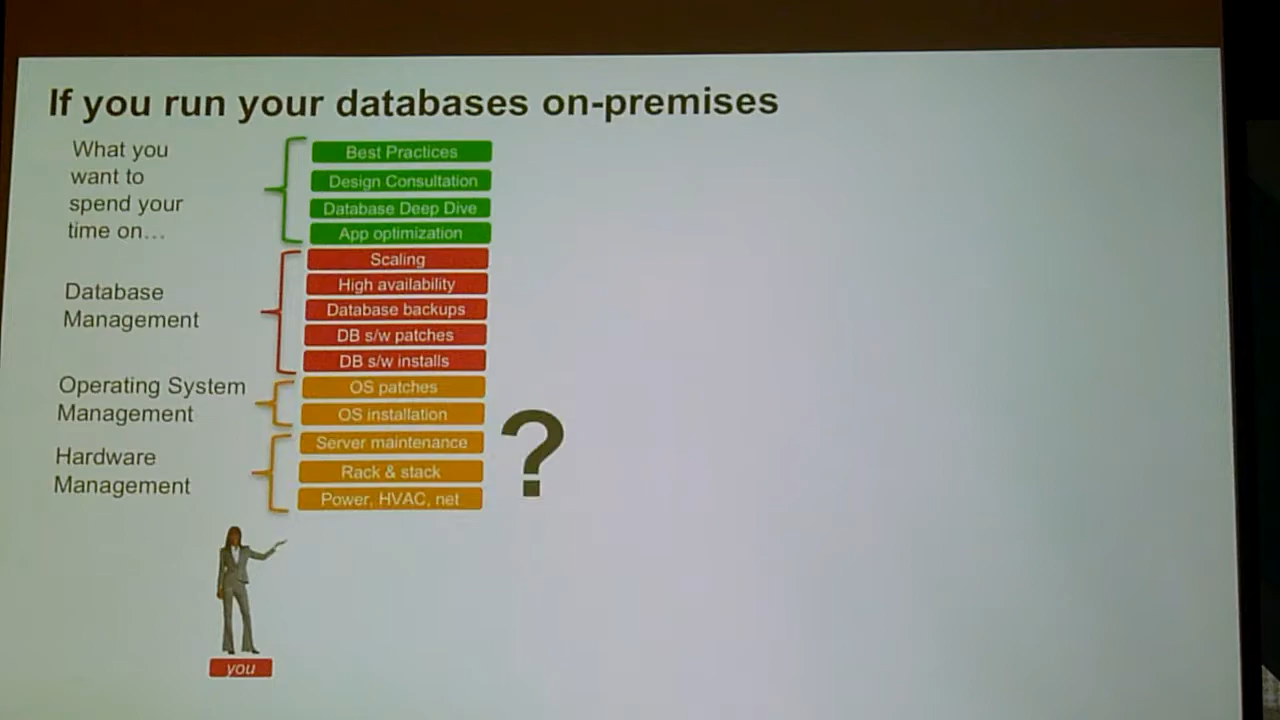 If you run your databases on-premises
What you
want to
spend your
time on…
Best Practices
Design Consultation
Database Deep Dive
App optimization
Database
Management
Scaling
High availability
Database backups
DB s/w patches
DB s/w installs
Operating System
Management
OS patches
OS installation
Hardware
Management
Server maintenance
Rack & stack
Power, HVAC, net
?
you